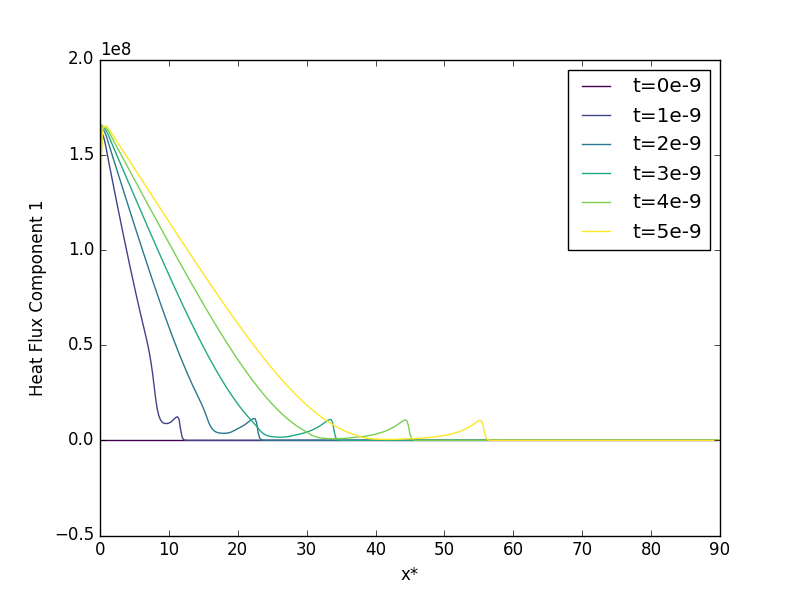 1e8
2.0
1.5
1.0
0.5
0.0
−0.5
Heat Flux Component 1
0 10 20 30 40 50 60 70 80 90
x*
t=0e-9
t=1e-9
t=2e-9
t=3e-9
t=4e-9
t=5e-9